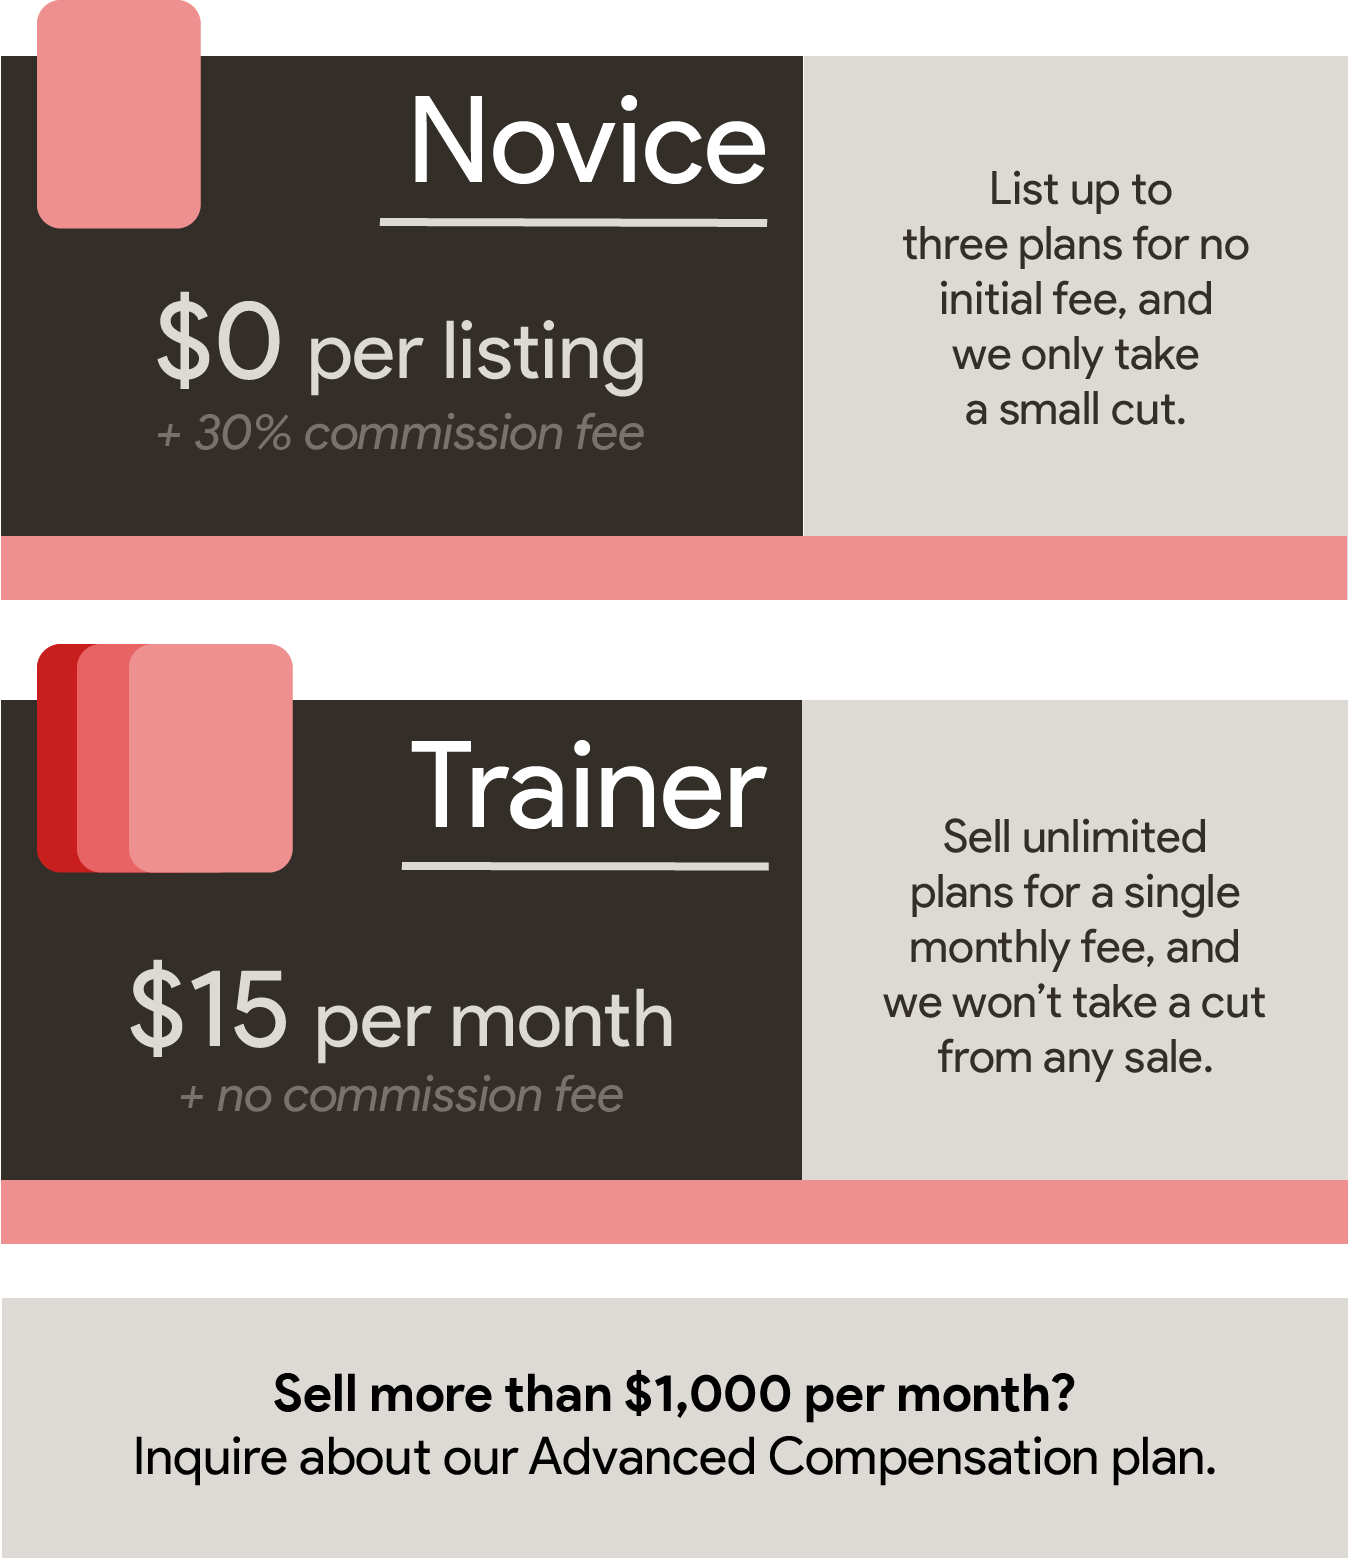 Novice
$0 per listing
+ 30% commission fee
List up to
three plans for no
initial fee, and
we only take
a small cut.
Trainer
$15 per month
+ no commission fee
Sell unlimited
plans for a single
monthly fee, and
we won’t take a cut
from any sale.
Sell more than $1,000 per month?
Inquire about our Advanced Compensation plan.